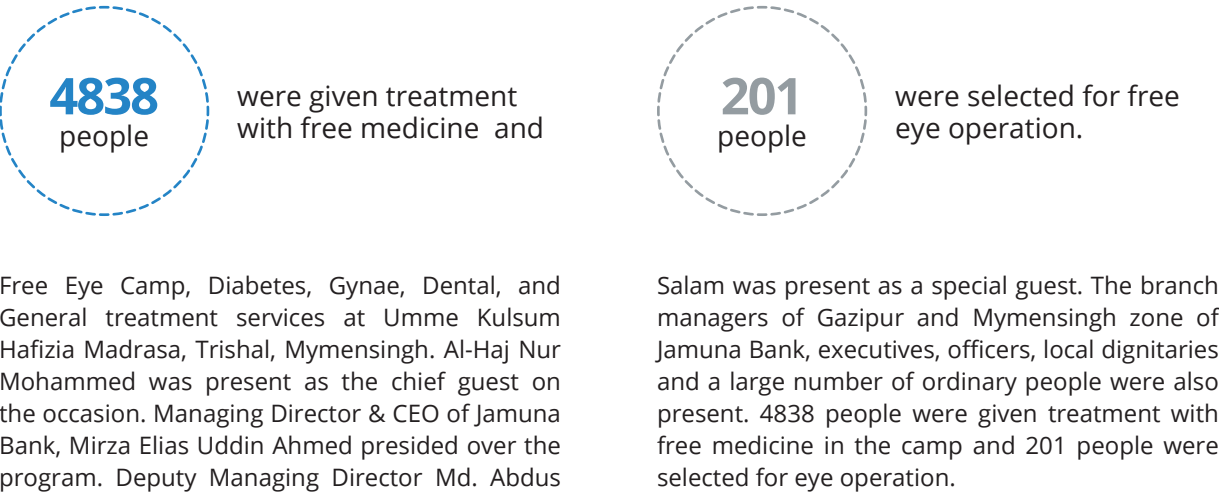 4838
people
were given treatment
with free medicine and
201
people
were selected for free
eye operation.
Free Eye Camp, Diabetes, Gynae, Dental, and
General treatment services at Umme Kulsum
Hafizia Madrasa, Trishal, Mymensingh. Al-Haj Nur
Mohammed was present as the chief guest on
the occasion. Managing Director & CEO of Jamuna
Bank, Mirza Elias Uddin Ahmed presided over the
program. Deputy Managing Director Md. Abdus
Salam was present as a special guest. The branch
managers of Gazipur and Mymensingh zone of
Jamuna Bank, executives, officers, local dignitaries
and a large number of ordinary people were also
present. 4838 people were given treatment with
free medicine in the camp and 201 people were
selected for eye operation.